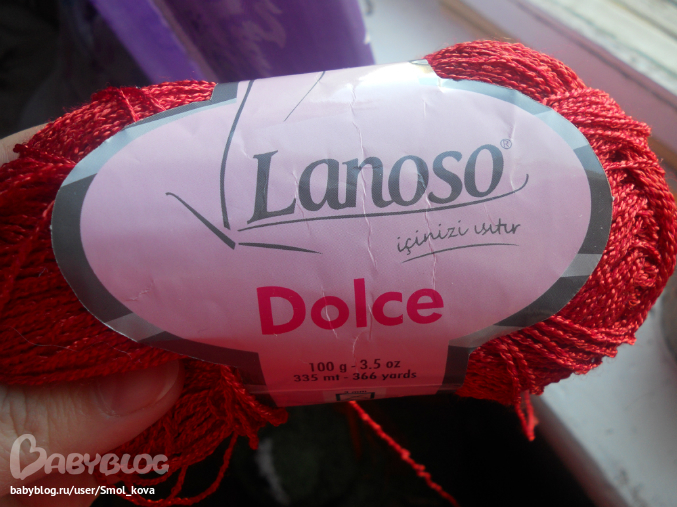 Lanoso®
içinizi ısıtır
Dolce
100 g - 3.5 oz
335 mt - 366 yards
BABYBLOG
babyblog.ru/user/Smol_kova